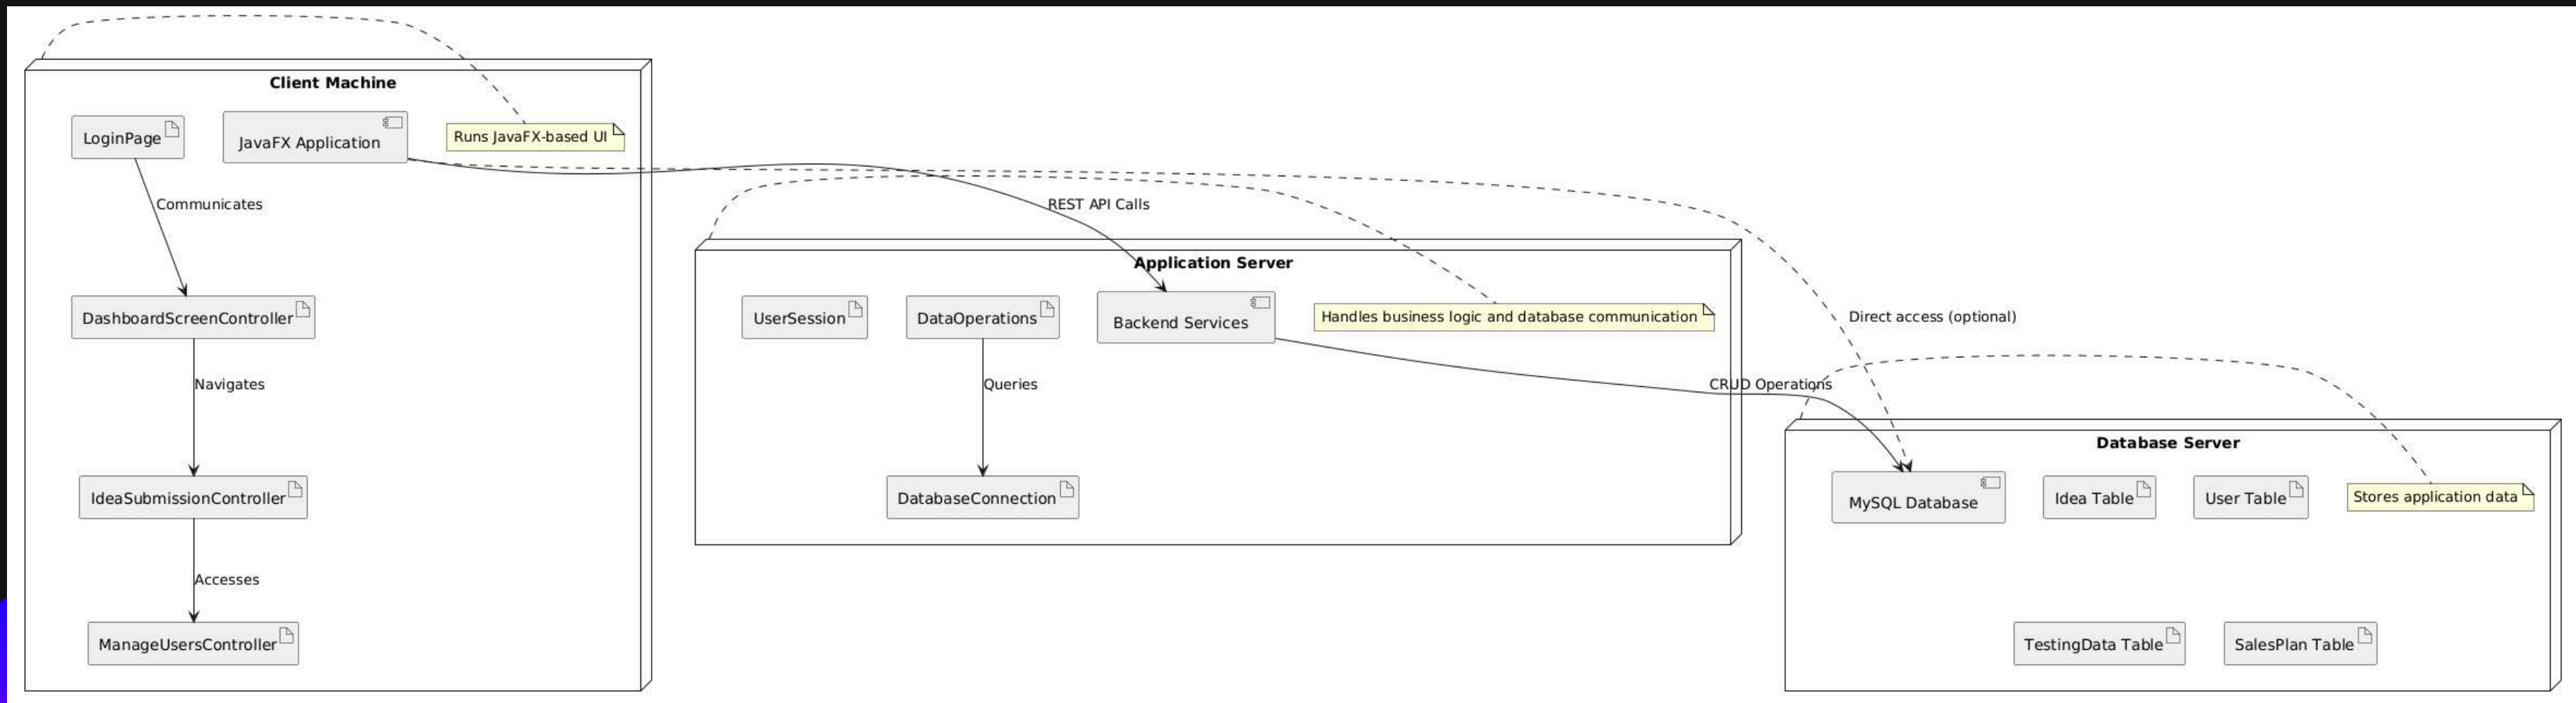 Client Machine
LoginPage
JavaFX Application
Runs JavaFX-based UI
Communicates
DashboardScreenController
Navigates
IdeaSubmissionController
Accesses
ManageUsersController
REST API Calls
Application Server
UserSession
DataOperations
Backend Services
Handles business logic and database communication
Queries
DatabaseConnection
Direct access (optional)
CRUD Operations
Database Server
MySQL Database
Idea Table
User Table
Stores application data
TestingData Table
SalesPlan Table